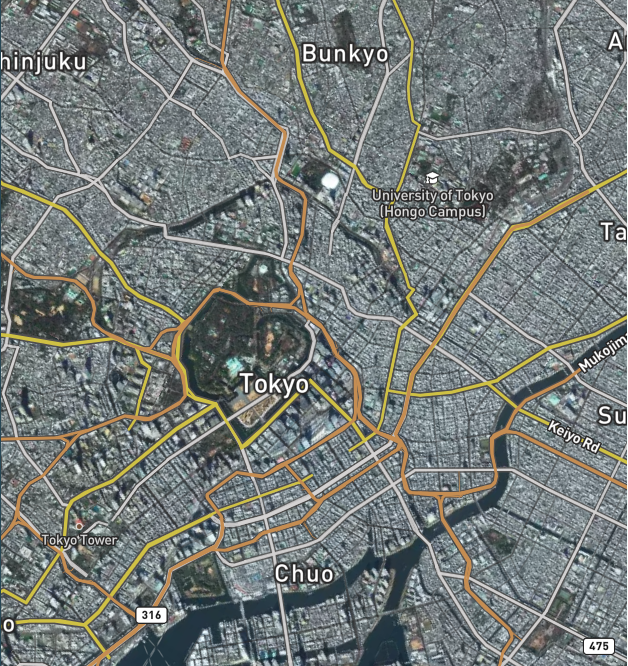 Bunkyo
hinjuku
A
University of Tokyo
(Hongo Campus)
Ta
Mukojim
Tokyo
Su
Keiyo Rd
Tokyo Tower
Chuo
316
o
475